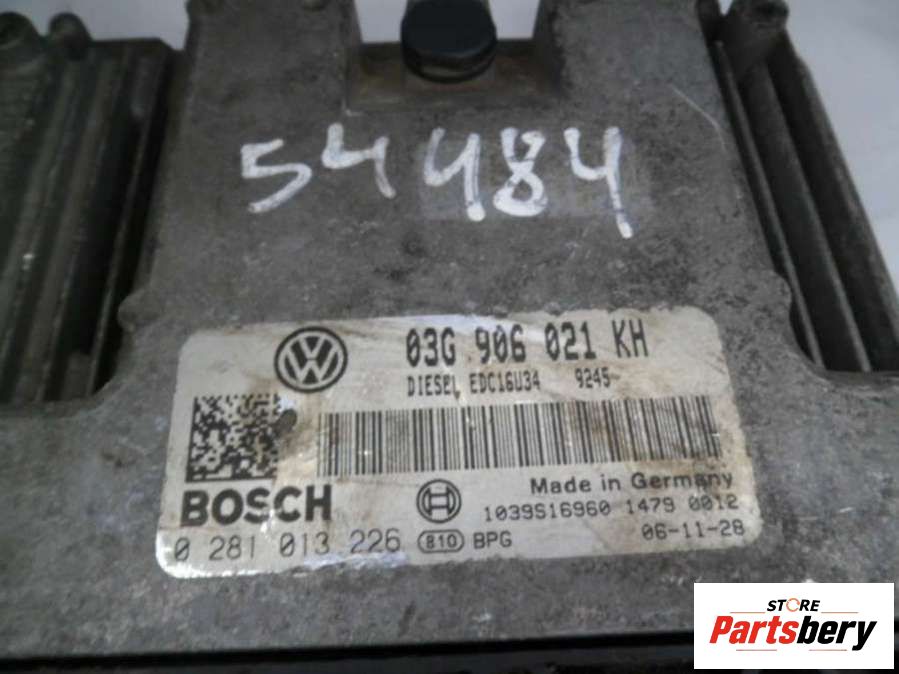 54484
03G 906 021 KH
DIESEL EDC16U34 9245
BOSCH
Made in Germany
1039S16960 1479 0012
0 281 013 226 810 BPG
06-11-28
STORE
Partsbery